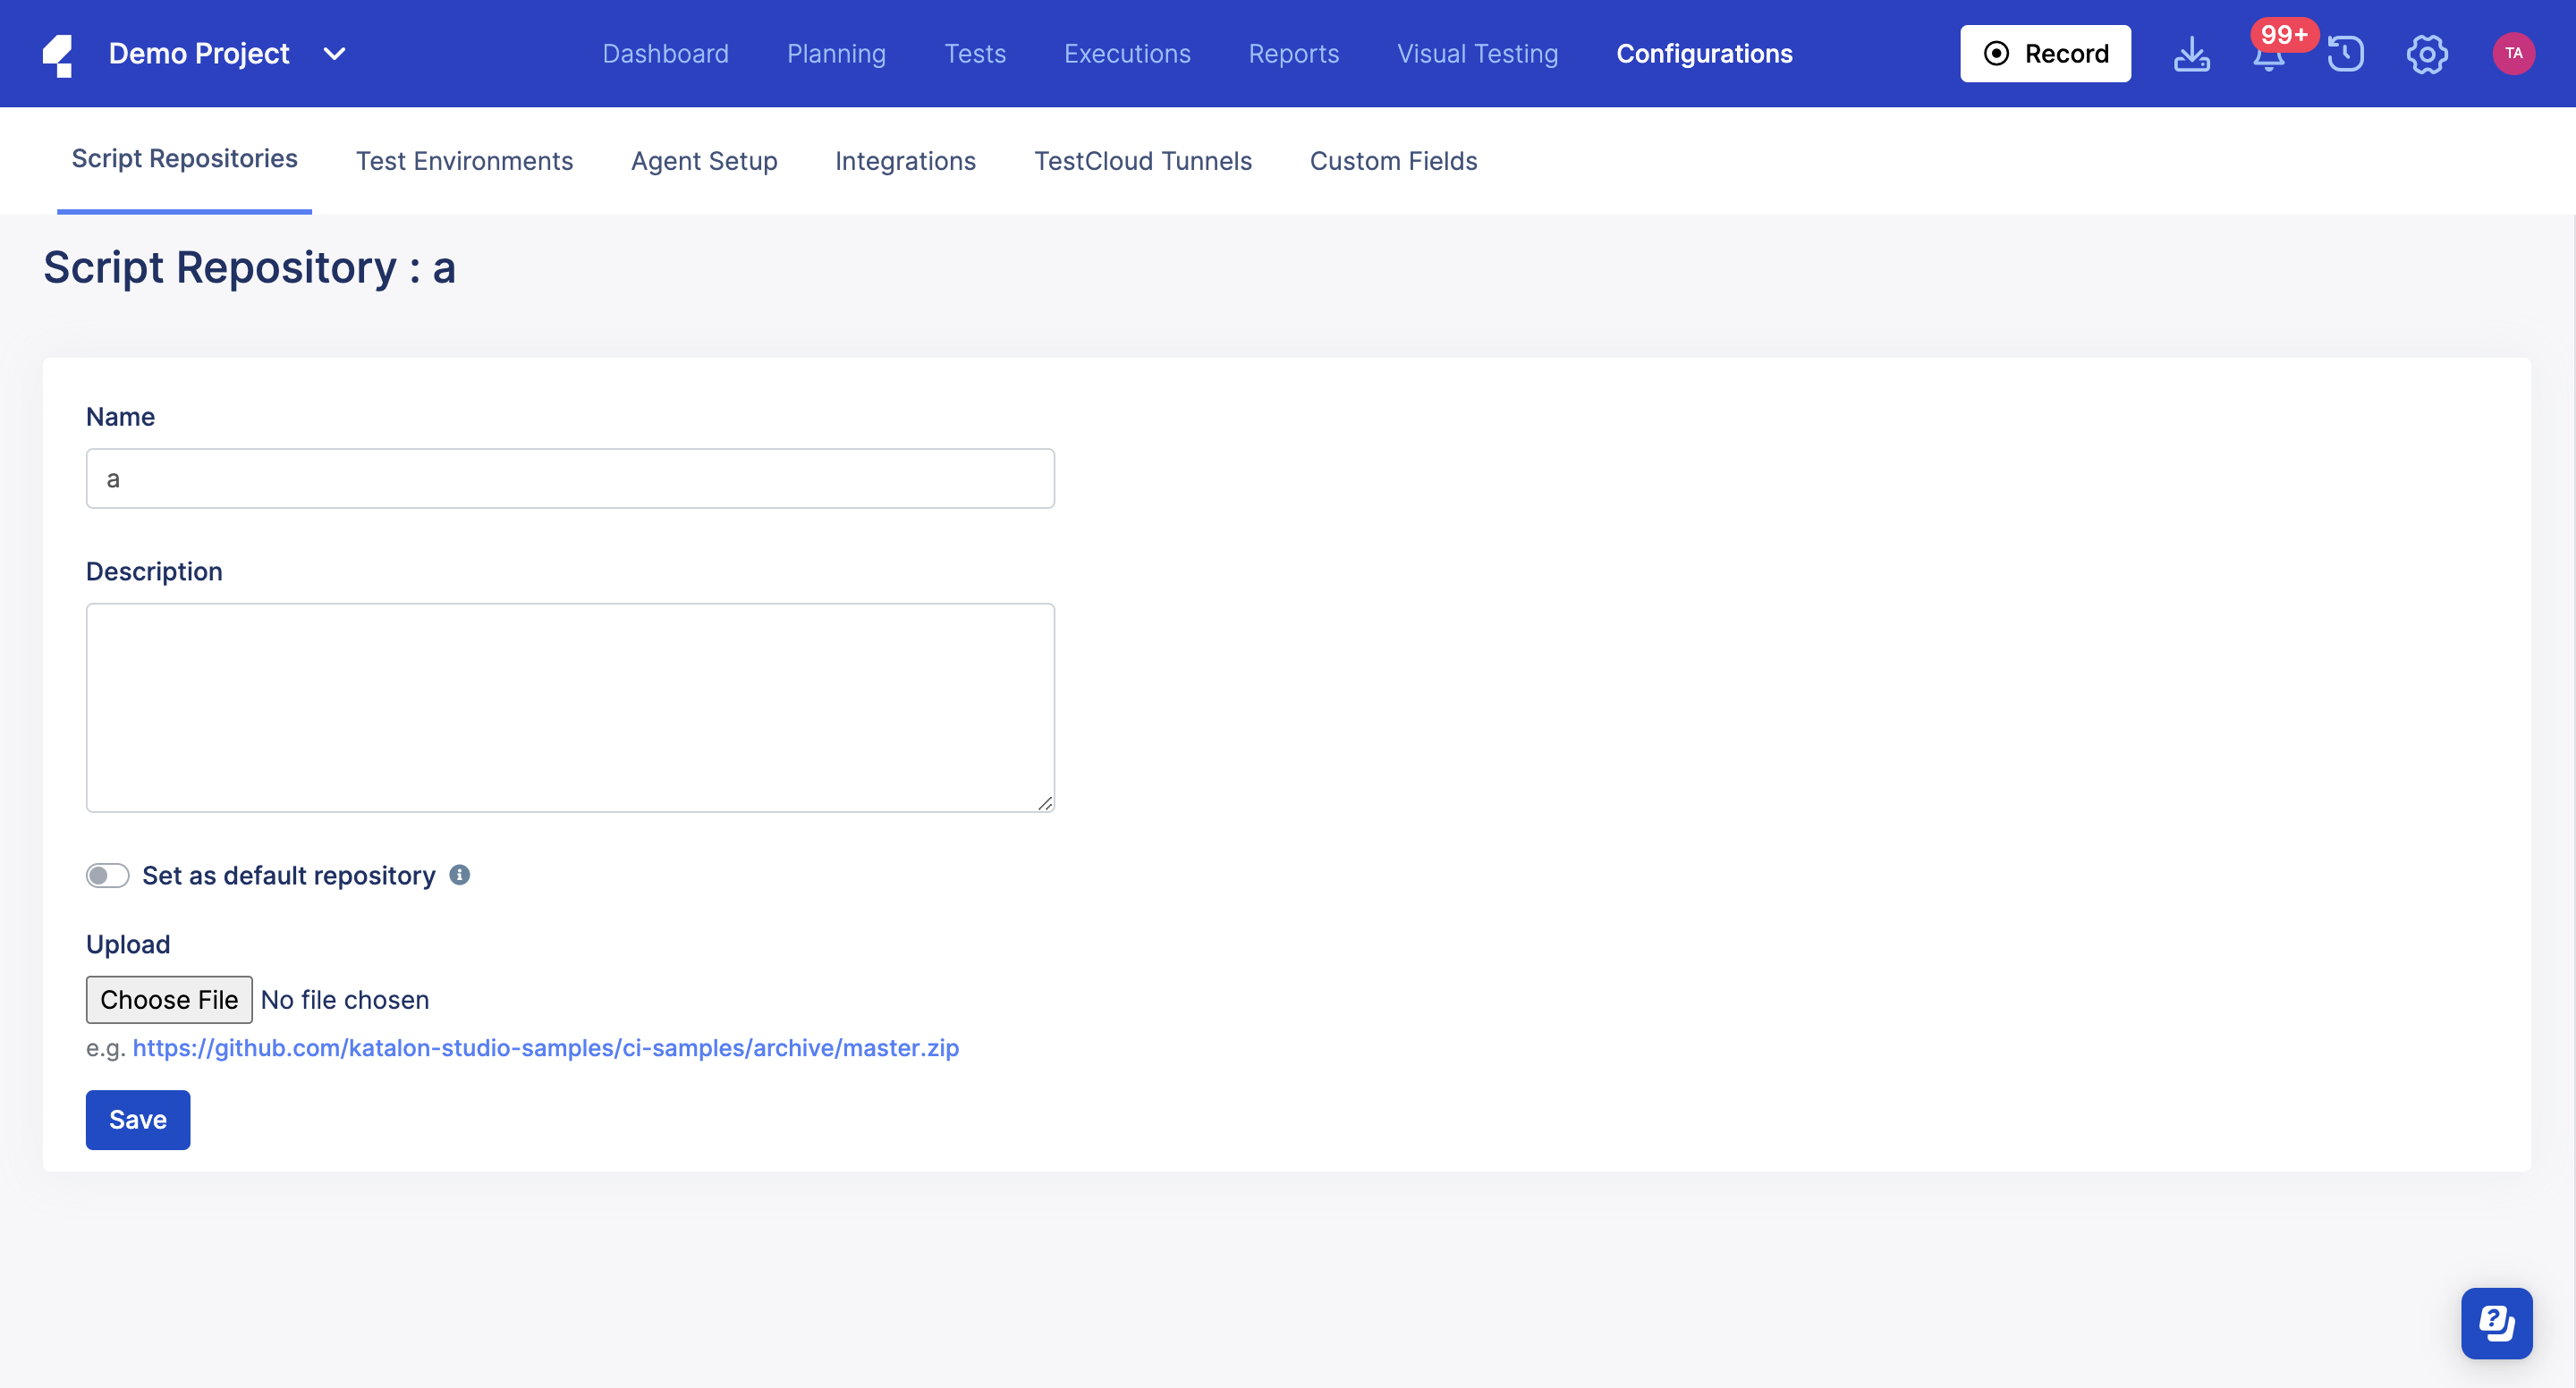 Demo Project
Dashboard
Planning
Tests
Executions
Reports
Visual Testing
Configurations
Record
99+
TA
Script Repositories
Test Environments
Agent Setup
Integrations
TestCloud Tunnels
Custom Fields
Script Repository : a
Name
a
Description
Set as default repository
Upload
Choose File No file chosen
e.g. https://github.com/katalon-studio-samples/ci-samples/archive/master.zip
Save